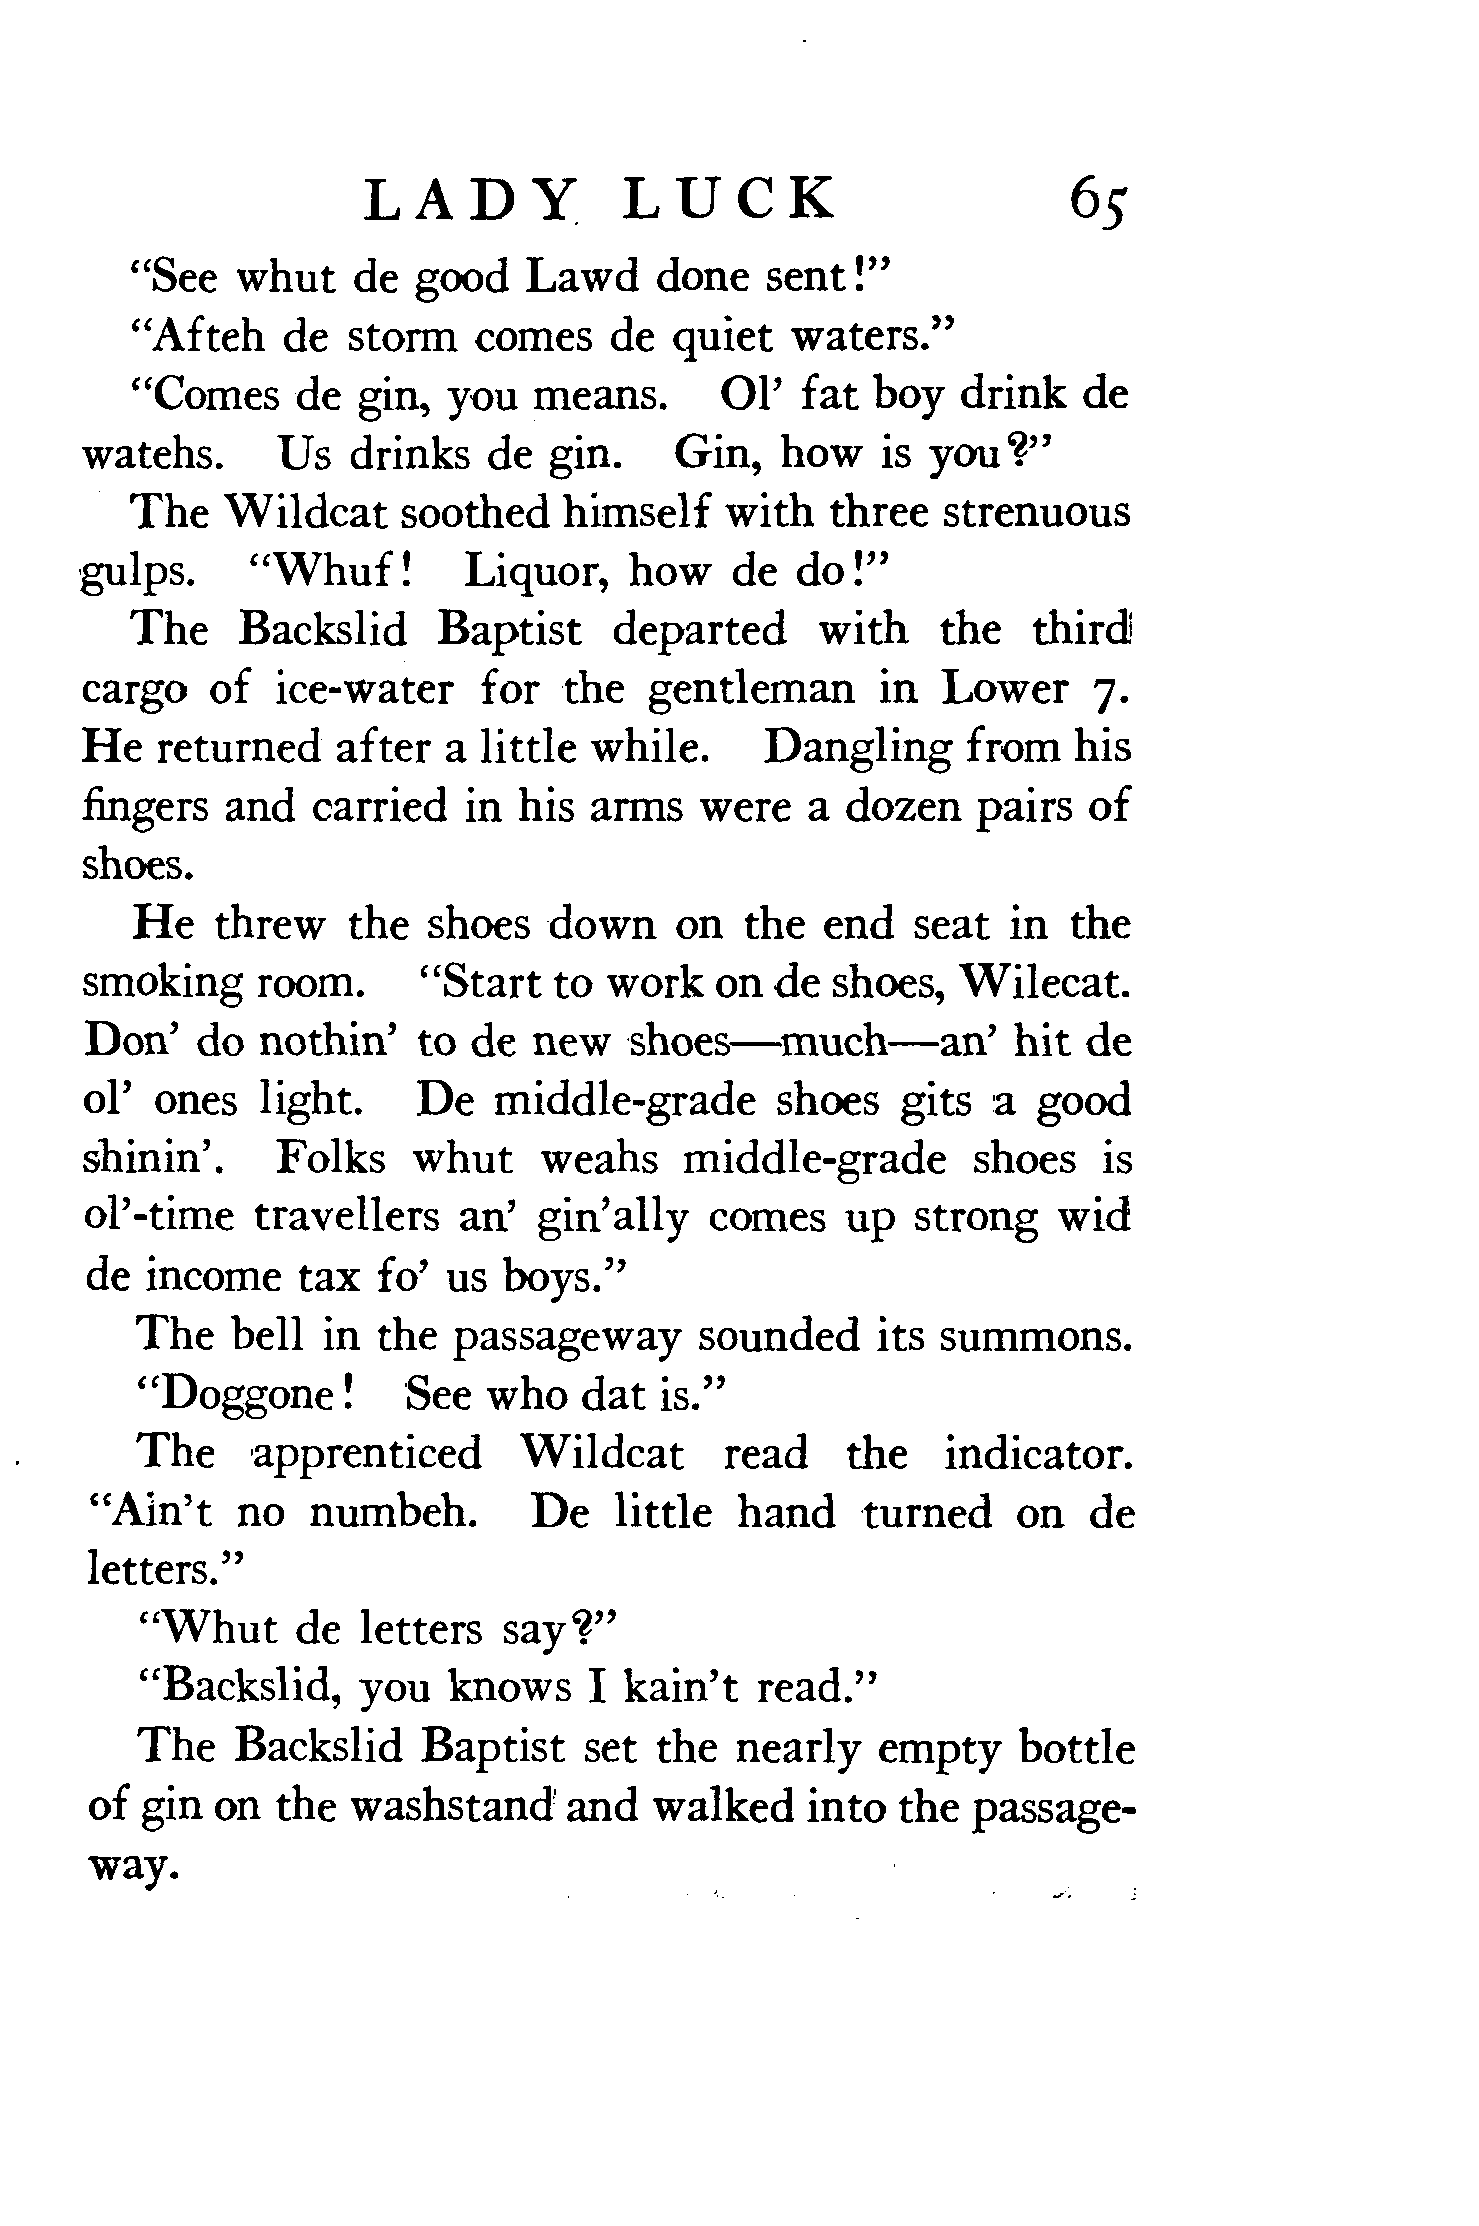 LADY LUCK 65
"See whut de good Lawd done sent!"
"Afteh de storm comes de quiet waters."
"Comes de gin, you means. Ol' fat boy drink de
watehs. Us drinks de gin. Gin, how is you?"
The Wildcat soothed himself with three strenuous
gulps. "Whuf! Liquor, how de do!"
The Backslid Baptist departed with the third
cargo of ice-water for the gentleman in Lower 7.
He returned after a little while. Dangling from his
fingers and carried in his arms were a dozen pairs of
shoes.
He threw the shoes down on the end seat in the
smoking room. "Start to work on de shoes, Wilecat.
Don' do nothin' to de new shoes—much—an' hit de
ol' ones light. De middle-grade shoes gits a good
shinin'. Folks whut weahs middle-grade shoes is
ol'-time travellers an' gin'ally comes up strong wid
de income tax fo' us boys."
The bell in the passageway sounded its summons.
"Doggone! See who dat is."
The apprenticed Wildcat read the indicator.
"Ain't no numbeh. De little hand turned on de
letters."
"Whut de letters say?"
"Backslid, you knows I kain't read."
The Backslid Baptist set the nearly empty bottle
of gin on the washstand and walked into the passage-
way.